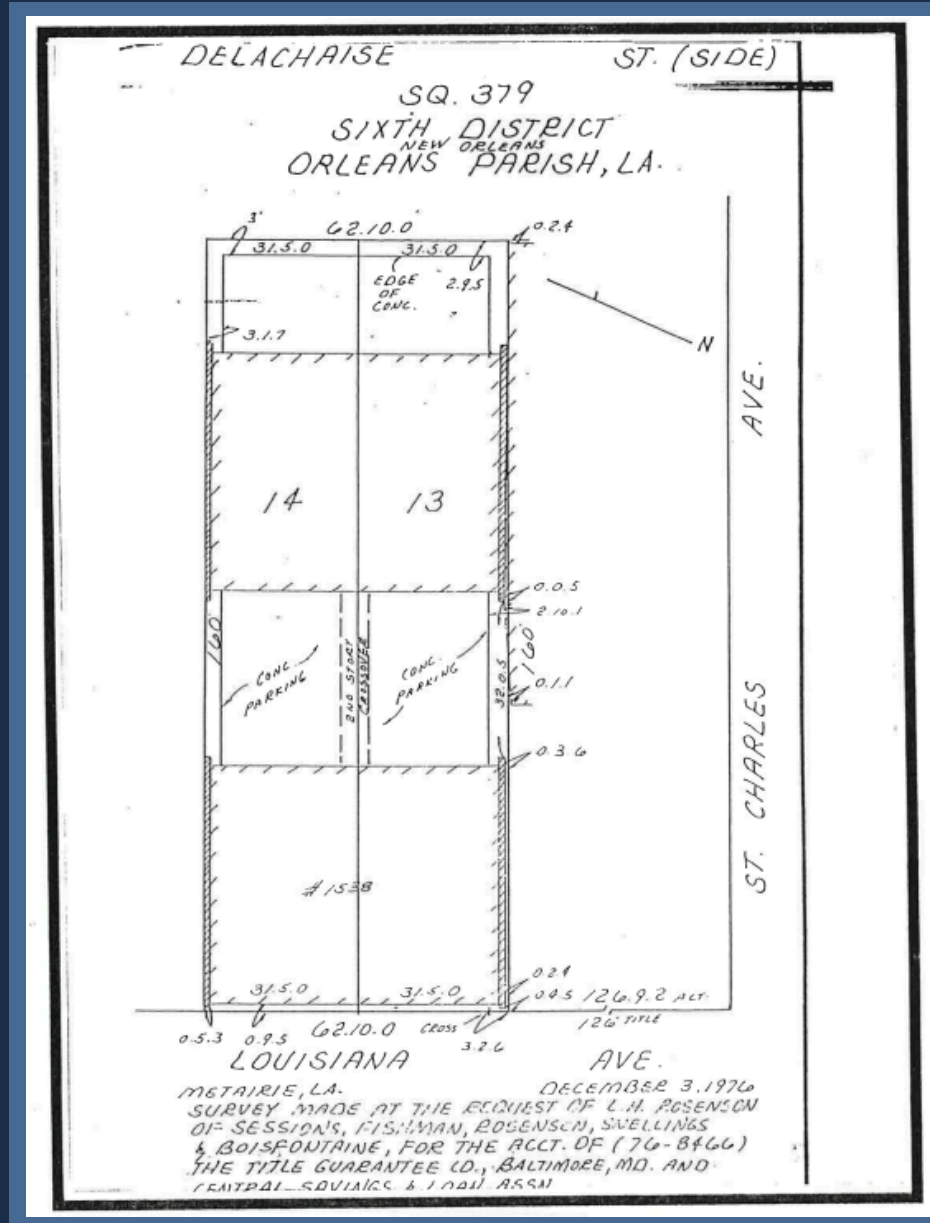 DELACHAISE ST. (SIDE)
SQ. 379
SIXTH DISTRICT
NEW ORLEANS
ORLEANS PARISH, LA.
3'
62.10.0
0.2.4
31.5.0 31.5.0
EDGE
OF
CONC.
2.9.5
N
3.1.7
AVE.
14 13
0.0.5
2.10.1
160
160
CONC.
PARKING
2ND STORY
CROSSOVER
CONC.
PARKING
32.0.5
0.1.1
0.3.6
ST. CHARLES
#1538
0.2.4
31.5.0 31.5.0
0.4.5 126.9.2 ALT.
126' TITLE
0.5.3 0.9.5 62.10.0 CROSS 3.2.6
LOUISIANA AVE.
METAIRIE, LA. DECEMBER 3, 1976
SURVEY MADE AT THE REQUEST OF L.H. ROSENSON
OF SESSIONS, FISHMAN, ROSENSON, SNELLINGS
& BOISFONTAINE, FOR THE ACCT. OF (76-8466)
THE TITLE GUARANTEE CO., BALTIMORE, MD. AND
CENTRAL SAVINGS & LOAN ASSN